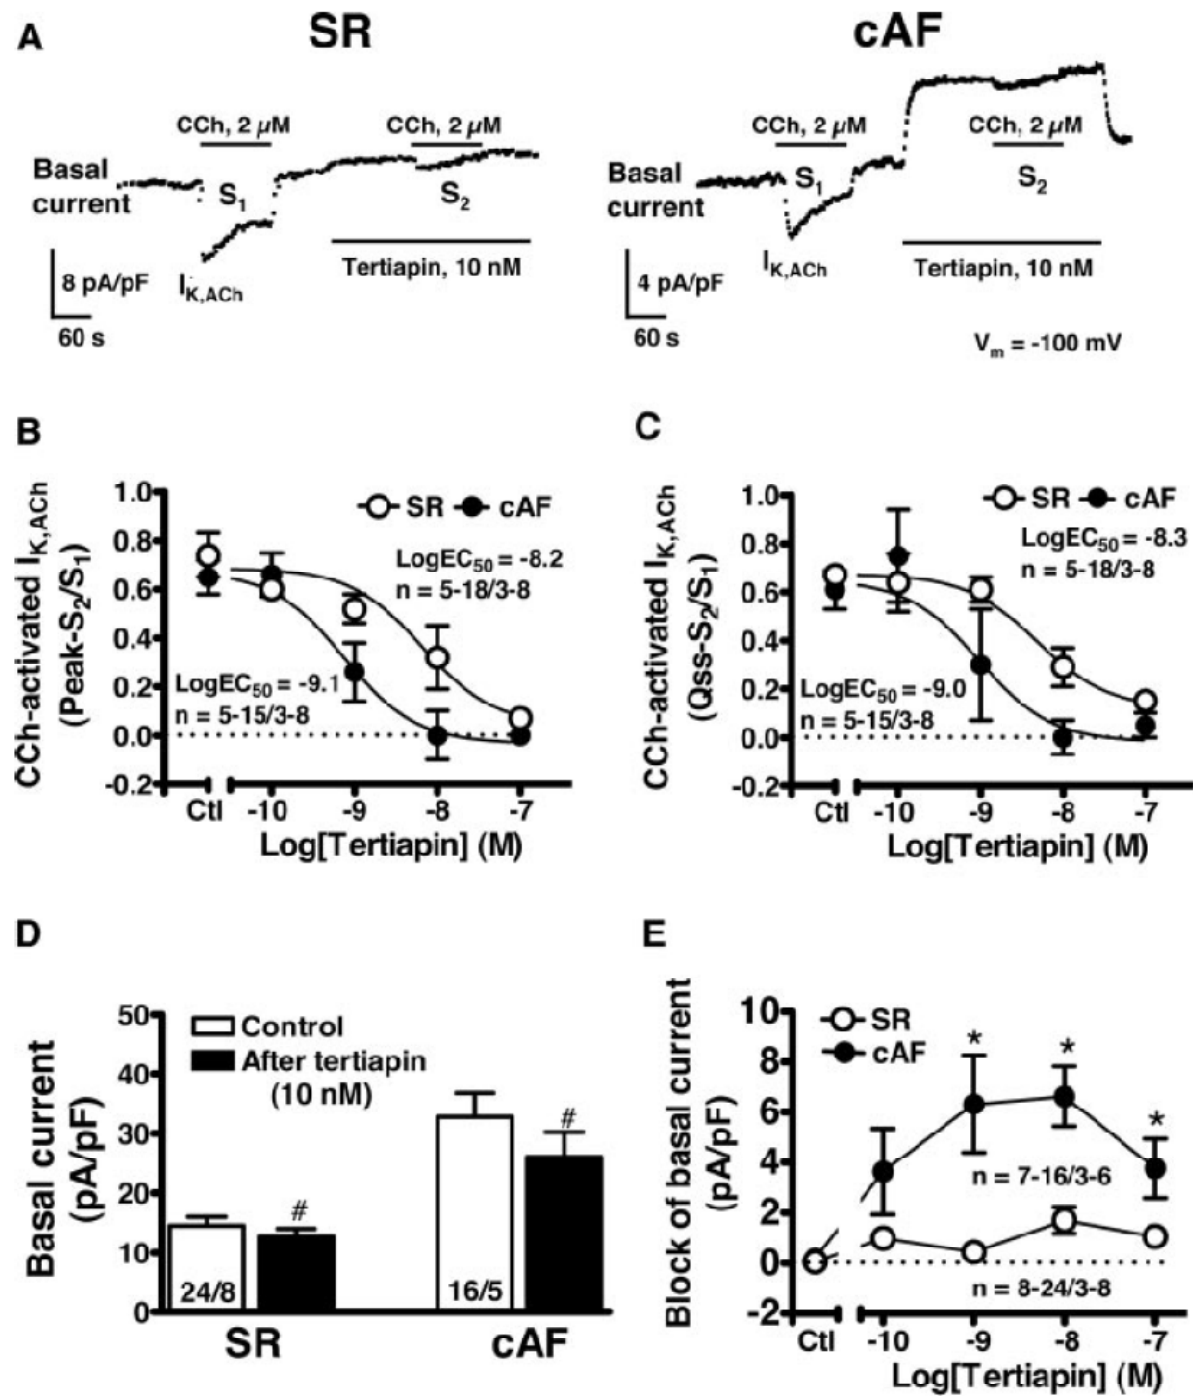 A
SR
cAF
CCh, 2 μM
CCh, 2 μM
CCh, 2 μM
CCh, 2 μM
Basal
current
S1
S2
Basal
current
S1
S2
8 pA/pF
IK,ACh
Tertiapin, 10 nM
60 s
4 pA/pF
IK,ACh
Tertiapin, 10 nM
60 s
Vm = -100 mV
B
CCh-activated IK,ACh
(Peak-S2/S1)
1.0
0.8
0.6
0.4
0.2
0.0
-0.2
SR
cAF
LogEC50 = -8.2
n = 5-18/3-8
LogEC50 = -9.1
n = 5-15/3-8
Ctl
-10
-9
-8
-7
Log[Tertiapin] (M)
C
CCh-activated IK,ACh
(Qss-S2/S1)
1.0
0.8
0.6
0.4
0.2
0.0
-0.2
SR
cAF
LogEC50 = -8.3
n = 5-18/3-8
LogEC50 = -9.0
n = 5-15/3-8
Ctl
-10
-9
-8
-7
Log[Tertiapin] (M)
D
Basal current
(pA/pF)
50
40
30
20
10
0
Control
After tertiapin
(10 nM)
#
#
24/8
16/5
SR
cAF
E
Block of basal current
(pA/pF)
10
8
6
4
2
0
-2
SR
cAF
*
*
*
n = 7-16/3-6
n = 8-24/3-8
Ctl
-10
-9
-8
-7
Log[Tertiapin] (M)